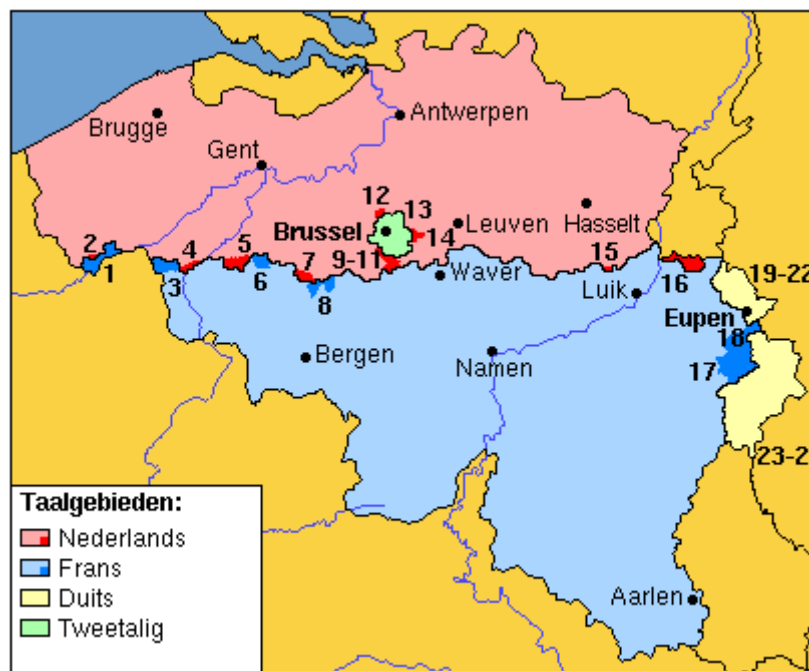 Brugge
Antwerpen
Gent
12
13
Brussel
Leuven
Hasselt
14
2
1
4
3
5
6
7
9-11
8
Waver
15
16
Luik
19-22
Eupen
18
17
Bergen
Namen
23-2
Aarlen
Taalgebieden:
Nederlands
Frans
Duits
Tweetalig